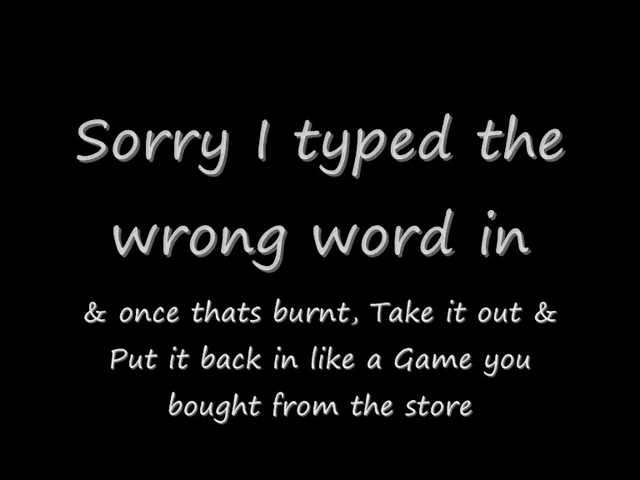 Sorry I typed the
wrong word in
& once thats burnt, Take it out &
Put it back in like a Game you
bought from the store